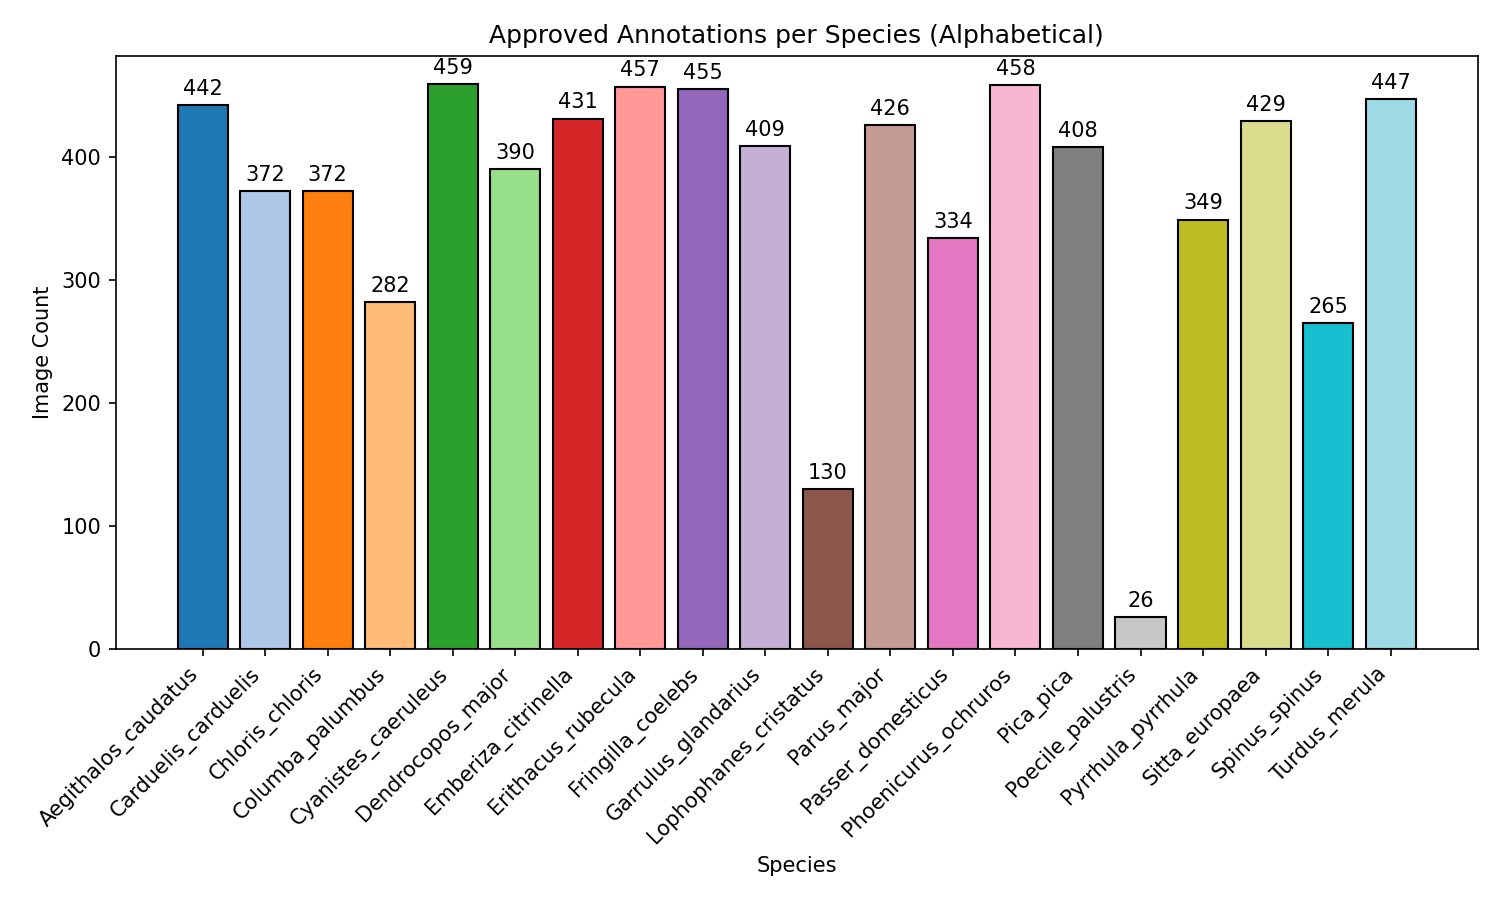 Approved Annotations per Species (Alphabetical)
442
372
372
282
459
390
431
457
455
409
130
426
334
458
408
26
349
429
265
447
400
300
200
100
0
Image Count
Aegithalos_caudatus
Carduelis_carduelis
Chloris_chloris
Columba_palumbus
Cyanistes_caeruleus
Dendrocopos_major
Emberiza_citrinella
Erithacus_rubecula
Fringilla_coelebs
Garrulus_glandarius
Lophophanes_cristatus
Parus_major
Passer_domesticus
Phoenicurus_ochruros
Pica_pica
Poecile_palustris
Pyrrhula_pyrrhula
Sitta_europaea
Spinus_spinus
Turdus_merula
Species